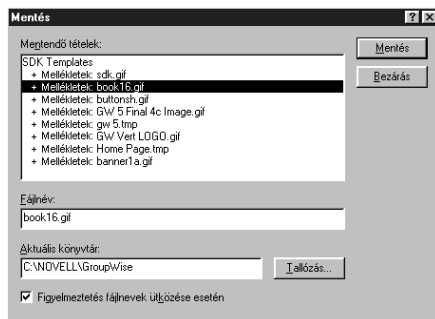 Mentés
Mentendő tételek:
Mentés
SDK Templates
+ Mellékletek: sdk.gif
+ Mellékletek: book16.gif
Bezárás
+ Mellékletek: buttonsh.gif
+ Mellékletek: GW 5 Final 4c Image.gif
+ Mellékletek: gw 5.tmp
+ Mellékletek: GW Vert LOGO.gif
+ Mellékletek: Home Page.tmp
+ Mellékletek: banner1a.gif
Fájlnév:
book16.gif
Aktuális könyvtár:
C:\NOVELL\GroupWise
Tallózás...
Figyelmeztetés fájlnevek ütközése esetén